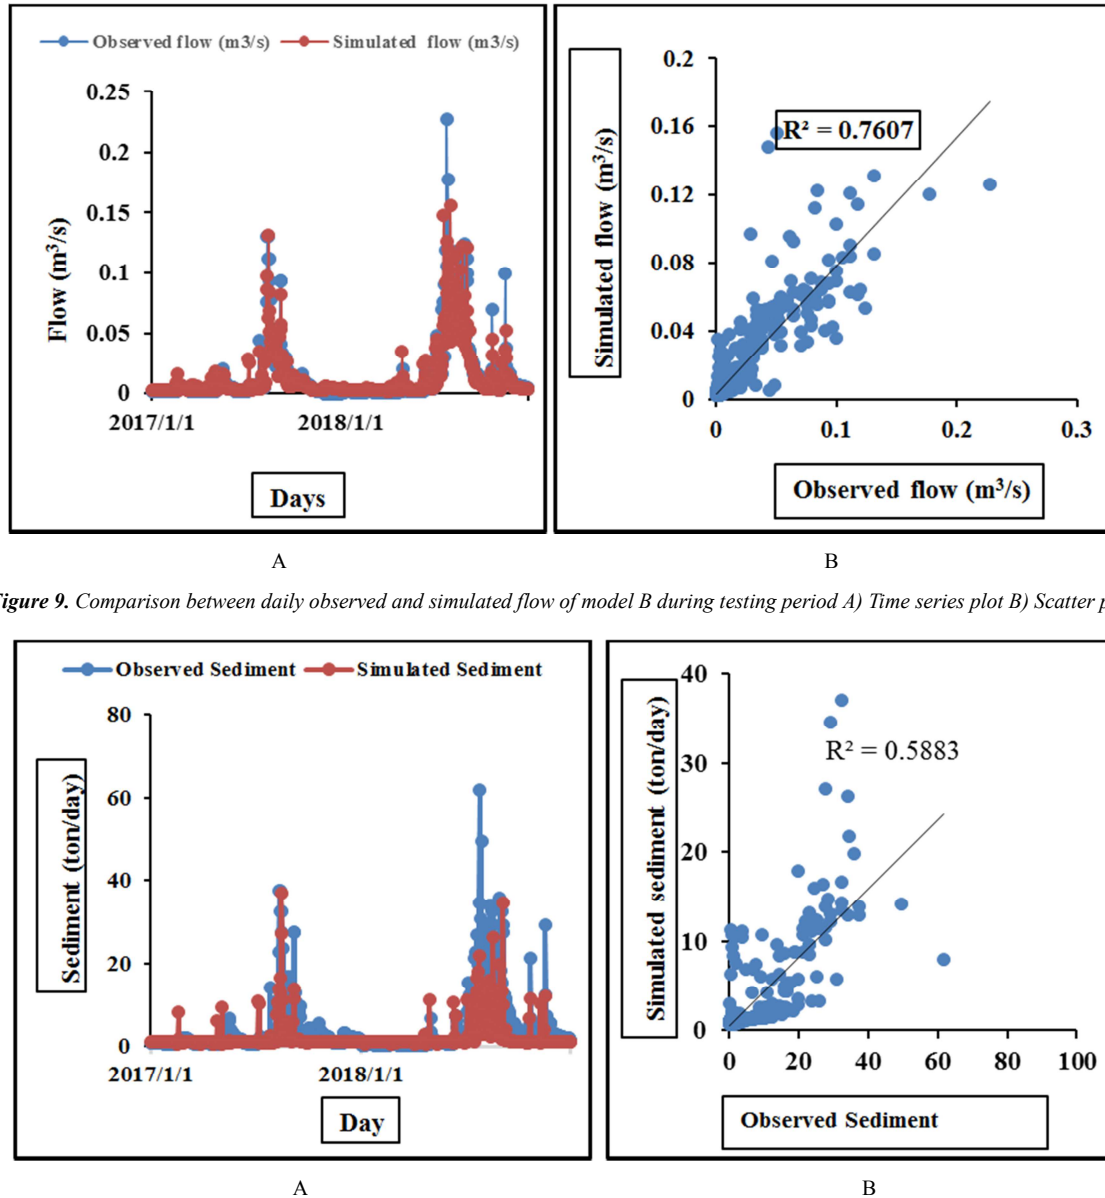 Observed flow (m3/s) Simulated flow (m3/s)
0.25
0.2
0.15
0.1
0.05
0
Flow (m³/s)
2017/1/1 2018/1/1
Days
0.2
0.16
0.12
0.08
0.04
0
Simulated flow (m³/s)
R² = 0.7607
0 0.1 0.2 0.3
Observed flow (m³/s)
A B
igure 9. Comparison between daily observed and simulated flow of model B during testing period A) Time series plot B) Scatter p
Observed Sediment Simulated Sediment
80
60
40
20
0
Sediment (ton/day)
2017/1/1 2018/1/1
Day
40
30
20
10
0
Simulated sediment (ton/day)
R² = 0.5883
0 20 40 60 80 100
Observed Sediment
A B